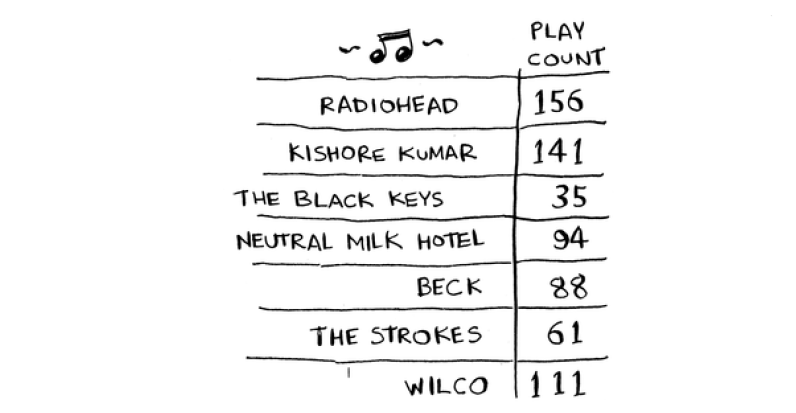 PLAY
COUNT
RADIOHEAD 156
KISHORE KUMAR 141
THE BLACK KEYS 35
NEUTRAL MILK HOTEL 94
BECK 88
THE STROKES 61
WILCO 111